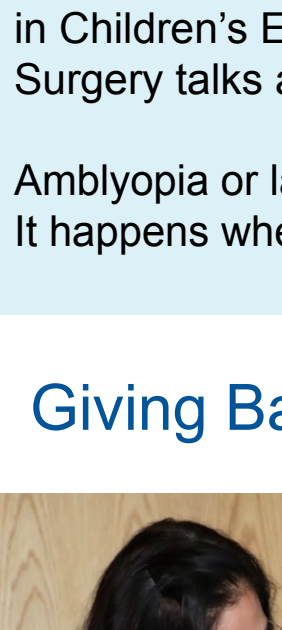 in Children's
Surgery talks
Amblyopia or
It happens
Giving